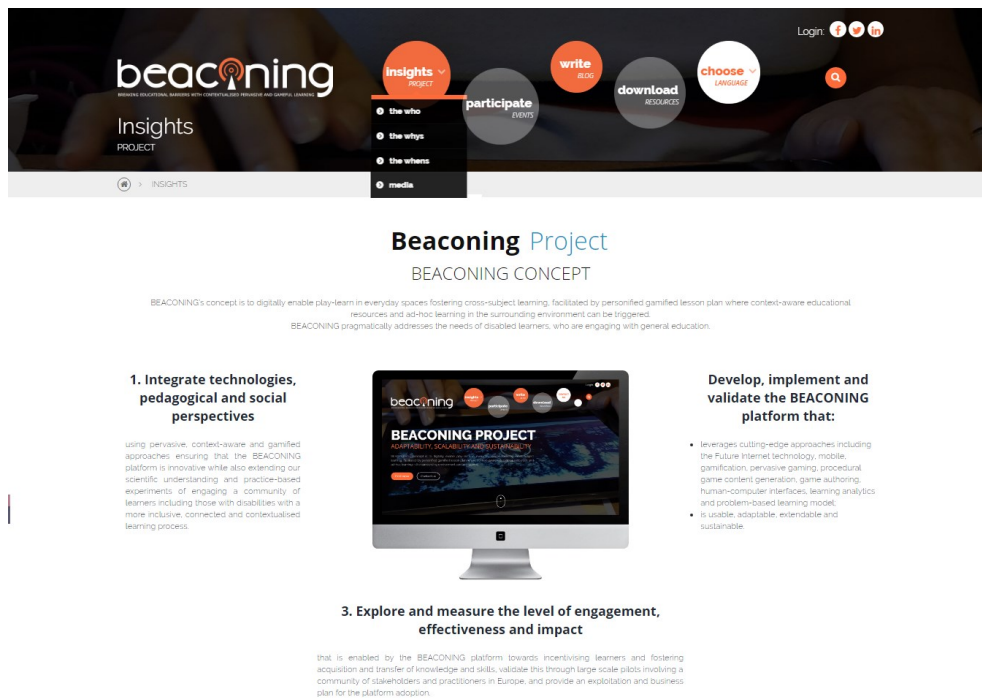 Login:
beaconing
BREAKING EDUCATIONAL BARRIERS WITH CONTEXTUALISED PERVASIVE AND GAMEFUL LEARNING
insights
PROJECT
participate
EVENTS
write
BLOG
download
RESOURCES
choose
LANGUAGE
the who
the whys
the whens
media
Insights
PROJECT
INSIGHTS
Beaconing Project
BEACONING CONCEPT
BEACONING's concept is to digitally enable play-learn in everyday spaces fostering cross-subject learning, facilitated by personified gamified lesson plan where context-aware educational
resources and ad-hoc learning in the surrounding environment can be triggered.
BEACONING pragmatically addresses the needs of disabled learners, who are engaging with general education.
1. Integrate technologies,
pedagogical and social
perspectives
using pervasive, context-aware and gamified
approaches ensuring that the BEACONING
platform is innovative while also extending our
scientific understanding and practice-based
experiments of engaging a community of
learners including those with disabilities with a
more inclusive, connected and contextualised
learning process.
beaconing
BEACONING PROJECT
ADAPTABILITY, SCALABILITY AND SUSTAINABILITY
Develop, implement and
validate the BEACONING
platform that:
leverages cutting-edge approaches including
the Future Internet technology, mobile,
gamification, pervasive gaming, procedural
game content generation, game authoring,
human-computer interfaces, learning analytics
and problem-based learning model;
is usable, adaptable, extendable and
sustainable.
3. Explore and measure the level of engagement,
effectiveness and impact
that is enabled by the BEACONING platform towards incentivising learners and fostering
acquisition and transfer of knowledge and skills, validate this through large scale pilots involving a
community of stakeholders and practitioners in Europe, and provide an exploitation and business
plan for the platform adoption.